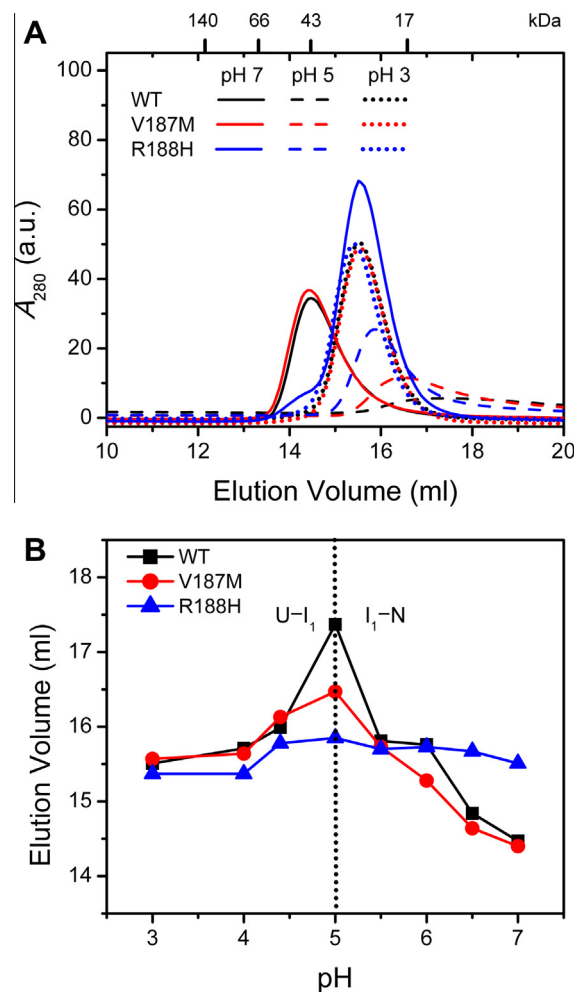 A
140 66 43 17 kDa
pH 7 pH 5 pH 3
WT
V187M
R188H
100
80
60
40
20
0
A280 (a.u.)
10 12 14 16 18 20
Elution Volume (ml)
B
WT
V187M
R188H
U–I1 I1–N
18
17
16
15
14
Elution Volume (ml)
3 4 5 6 7
pH